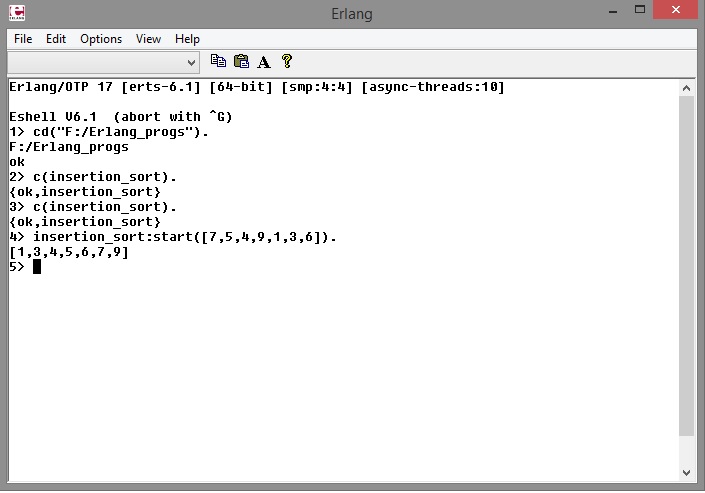 Erlang
File Edit Options View Help
Erlang/OTP 17 [erts-6.1] [64-bit] [smp:4:4] [async-threads:10]
Eshell V6.1  (abort with ^G)
1> cd("F:/Erlang_progs").
F:/Erlang_progs
ok
2> c(insertion_sort).
{ok,insertion_sort}
3> c(insertion_sort).
{ok,insertion_sort}
4> insertion_sort:start([7,5,4,9,1,3,6]).
[1,3,4,5,6,7,9]
5>